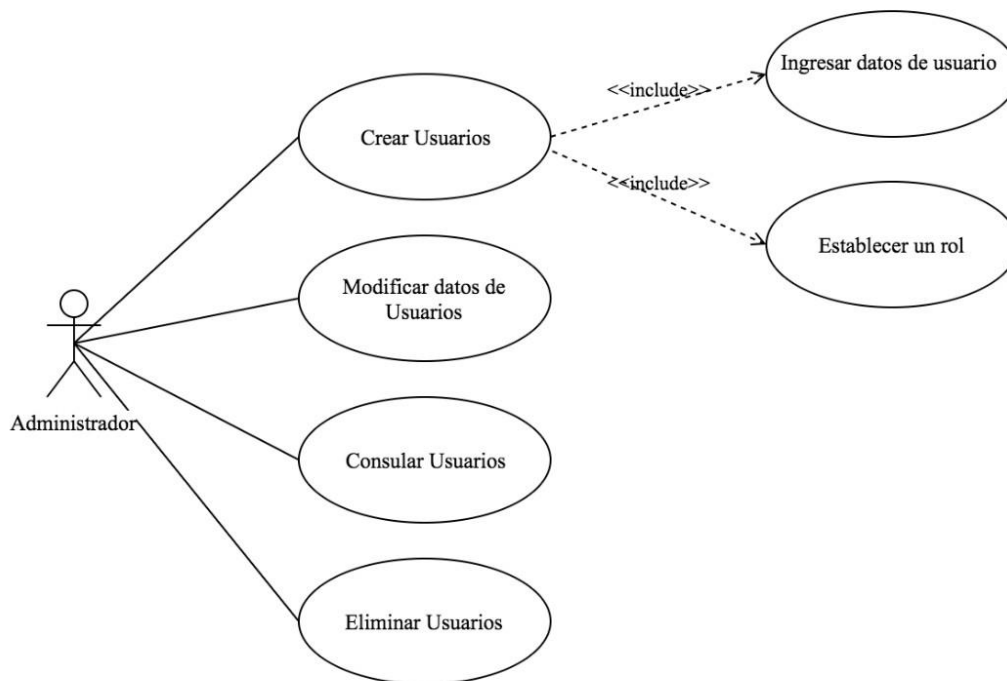 Ingresar datos de usuario
<<include>>
Crear Usuarios
<<include>>
Establecer un rol
Modificar datos de
Usuarios
Administrador
Consular Usuarios
Eliminar Usuarios